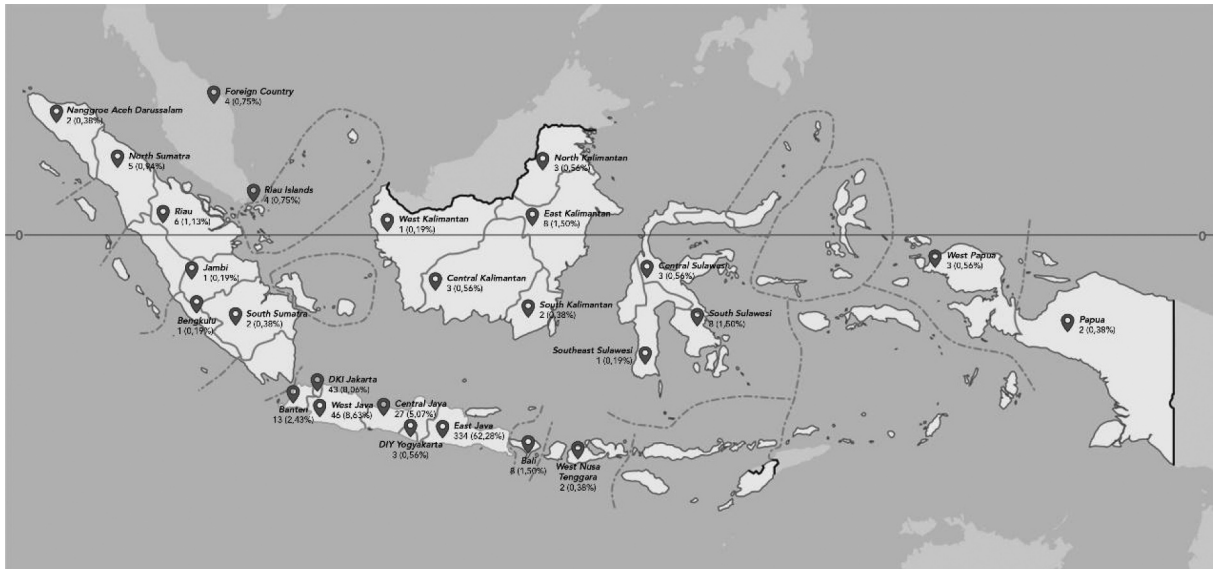 Foreign Country
4 (0,75%)
Nanggroe Aceh Darussalam
2 (0,38%)
North Sumatra
5 (0,94%)
Riau Islands
4 (0,75%)
Riau
6 (1,13%)
Jambi
1 (0,19%)
Bengkulu
1 (0,19%)
South Sumatra
2 (0,38%)
North Kalimantan
3 (0,56%)
West Kalimantan
1 (0,19%)
East Kalimantan
8 (1,50%)
Central Kalimantan
3 (0,56%)
South Kalimantan
2 (0,38%)
Central Sulawesi
3 (0,56%)
South Sulawesi
8 (1,50%)
Southeast Sulawesi
1 (0,19%)
West Papua
3 (0,56%)
Papua
2 (0,38%)
0
0
DKI Jakarta
43 (8,06%)
Banten
13 (2,43%)
West Java
46 (8,63%)
Central Jaya
27 (5,07%)
DIY Yogyakarta
3 (0,56%)
East Java
334 (62,28%)
Bali
8 (1,50%)
West Nusa
Tenggara
2 (0,38%)